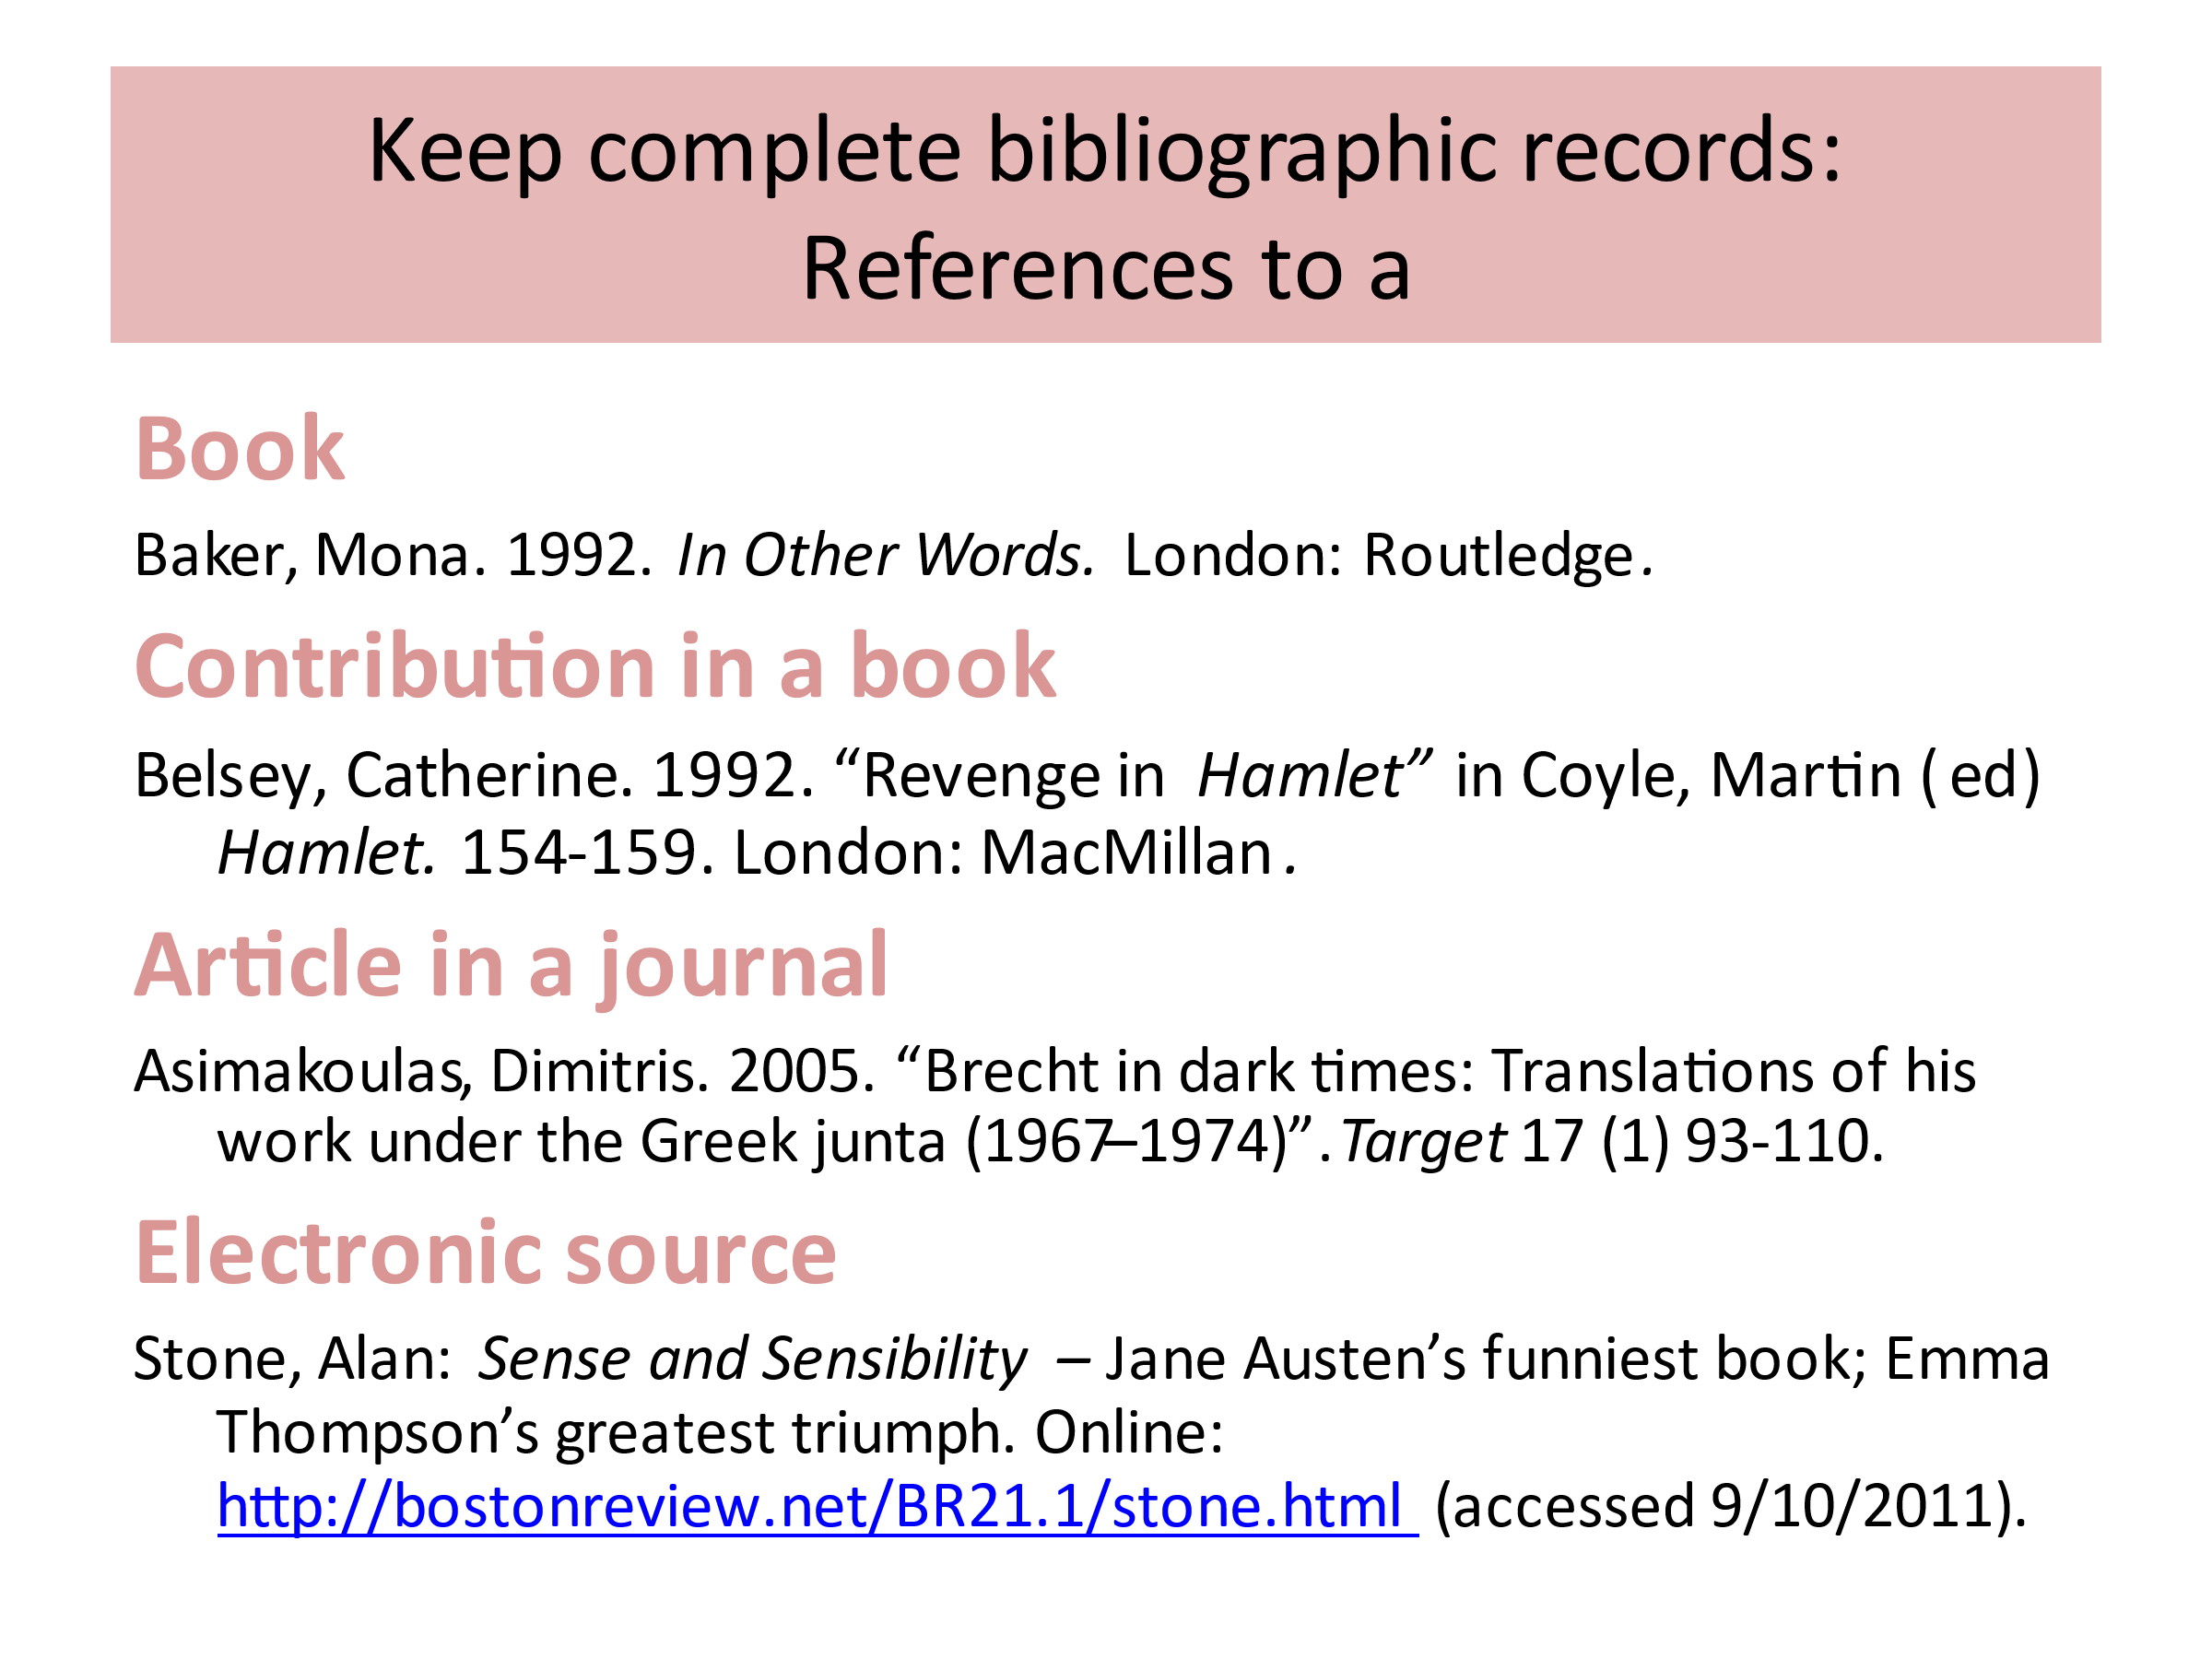 Keep complete bibliographic records:
References to a
Book
Baker, Mona. 1992. In Other Words. London: Routledge.
Contribution in a book
Belsey, Catherine. 1992. “Revenge in Hamlet” in Coyle, Martin (ed)
Hamlet. 154-159. London: MacMillan.
Article in a journal
Asimakoulas, Dimitris. 2005. “Brecht in dark times: Translations of his
work under the Greek junta (1967–1974)”. Target 17 (1) 93-110.
Electronic source
Stone, Alan: Sense and Sensibility – Jane Austen’s funniest book; Emma
Thompson’s greatest triumph. Online:
http://bostonreview.net/BR21.1/stone.html (accessed 9/10/2011).